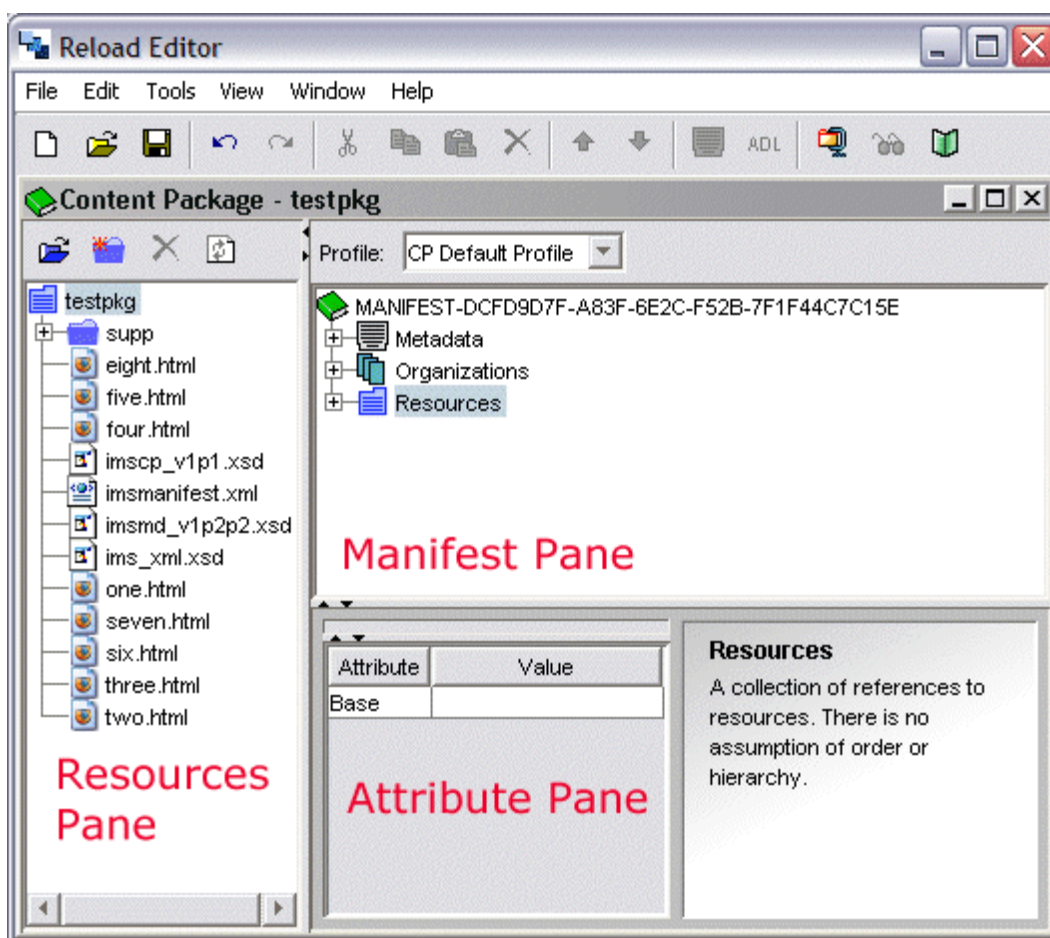 Reload Editor
File Edit Tools View Window Help
ADL
Content Package - testpkg
Profile: CP Default Profile
testpkg
supp
eight.html
five.html
four.html
imscp_v1p1.xsd
imsmanifest.xml
imsmd_v1p2p2.xsd
ims_xml.xsd
one.html
seven.html
six.html
three.html
two.html
Resources
Pane
MANIFEST-DCFD9D7F-A83F-6E2C-F52B-7F1F44C7C15E
Metadata
Organizations
Resources
Manifest Pane
Attribute Value
Base
Attribute Pane
Resources
A collection of references to
resources. There is no
assumption of order or
hierarchy.